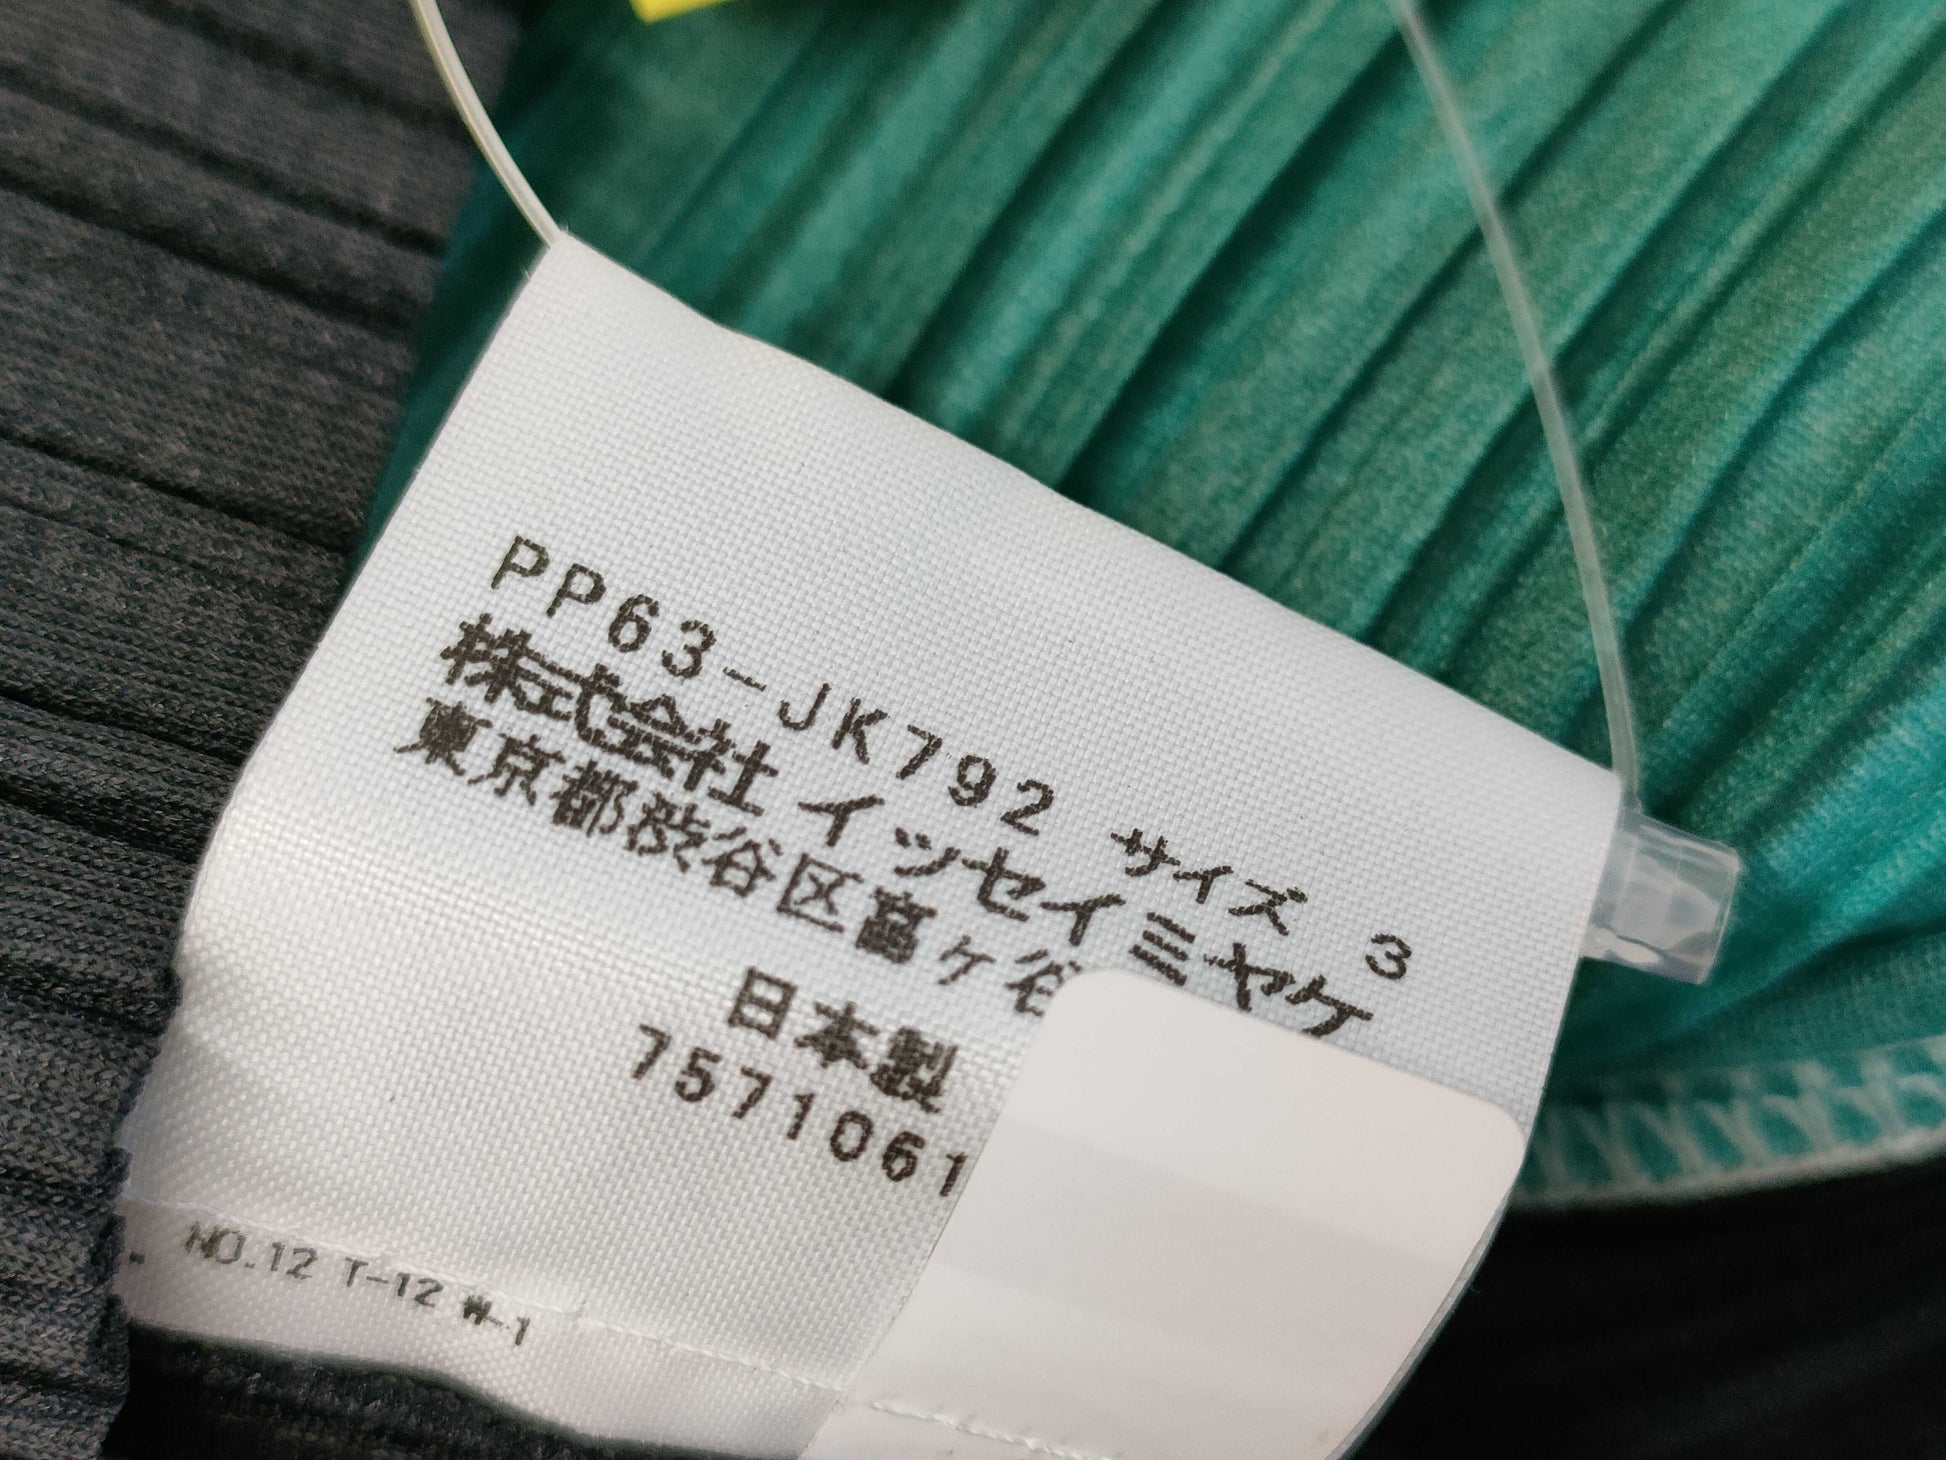 PP63-JK792 サイズ 3
株式会社 イッセイミヤケ
東京都渋谷区富ヶ谷
日本製
7571061
NO.12 T-12 W-1